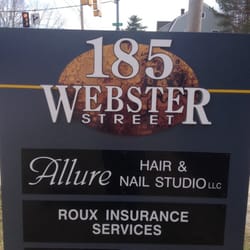 185
WEBSTER
STREET
Allure HAIR &
NAIL STUDIO LLC
ROUX INSURANCE
SERVICES